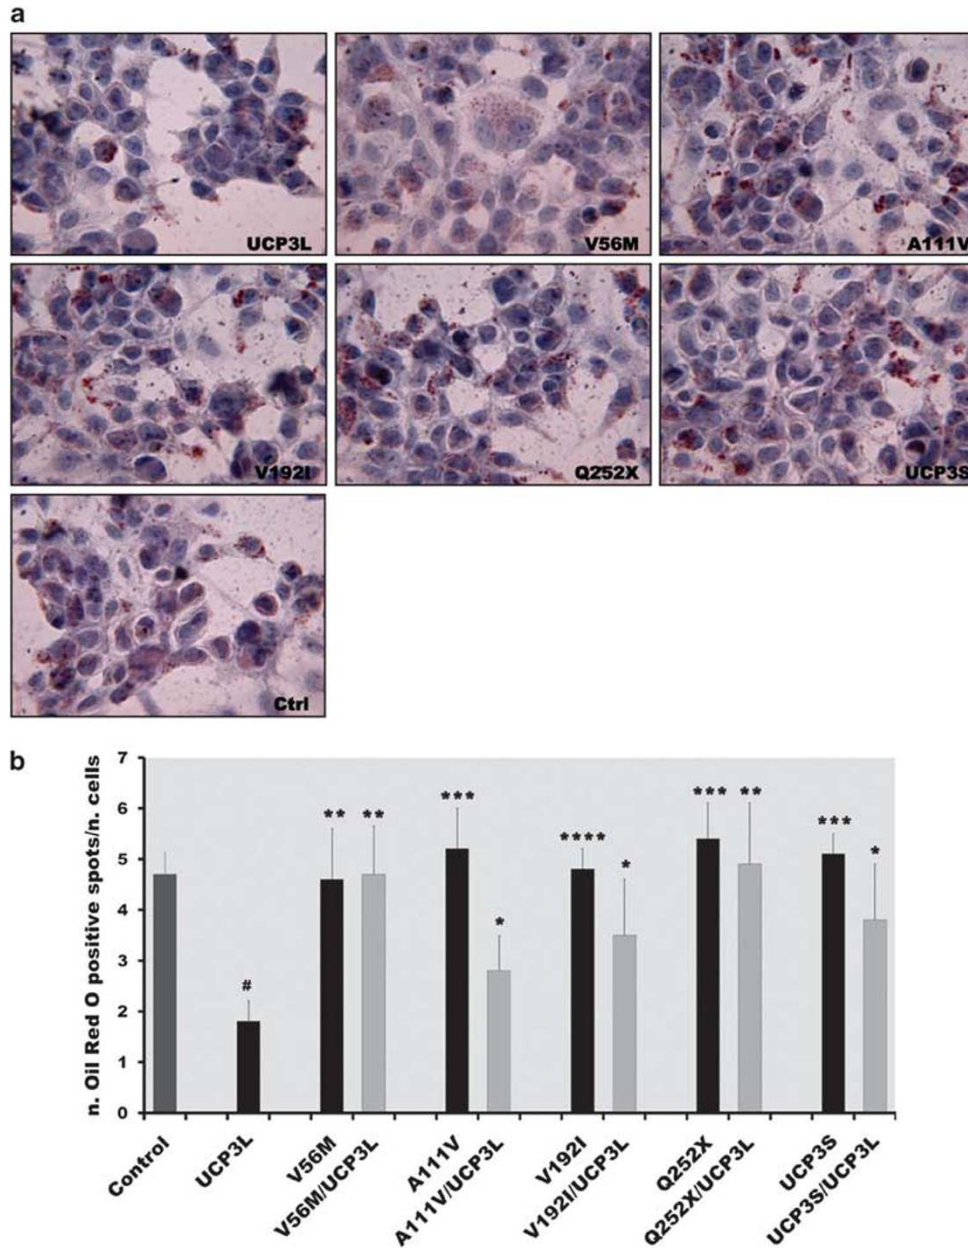 a
UCP3L
V56M
A111V
V192I
Q252X
UCP3S
Ctrl
b
n. Oil Red O positive spots/n. cells
7
6
5
4
3
2
1
0
#
**
**
***
*
****
*
***
**
***
*
Control
UCP3L
V56M
V56M/UCP3L
A111V
A111V/UCP3L
V192I
V192I/UCP3L
Q252X
Q252X/UCP3L
UCP3S
UCP3S/UCP3L